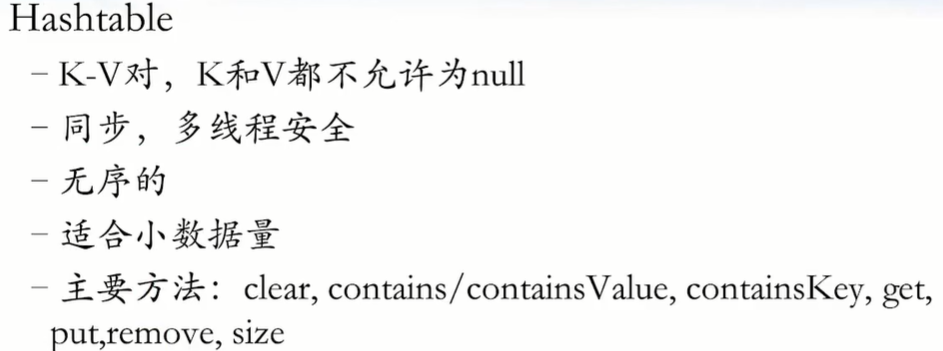 Hashtable
– K-V对，K和V都不允许为null
– 同步，多线程安全
– 无序的
– 适合小数据量
– 主要方法：clear, contains/containsValue, containsKey, get,
put,remove, size